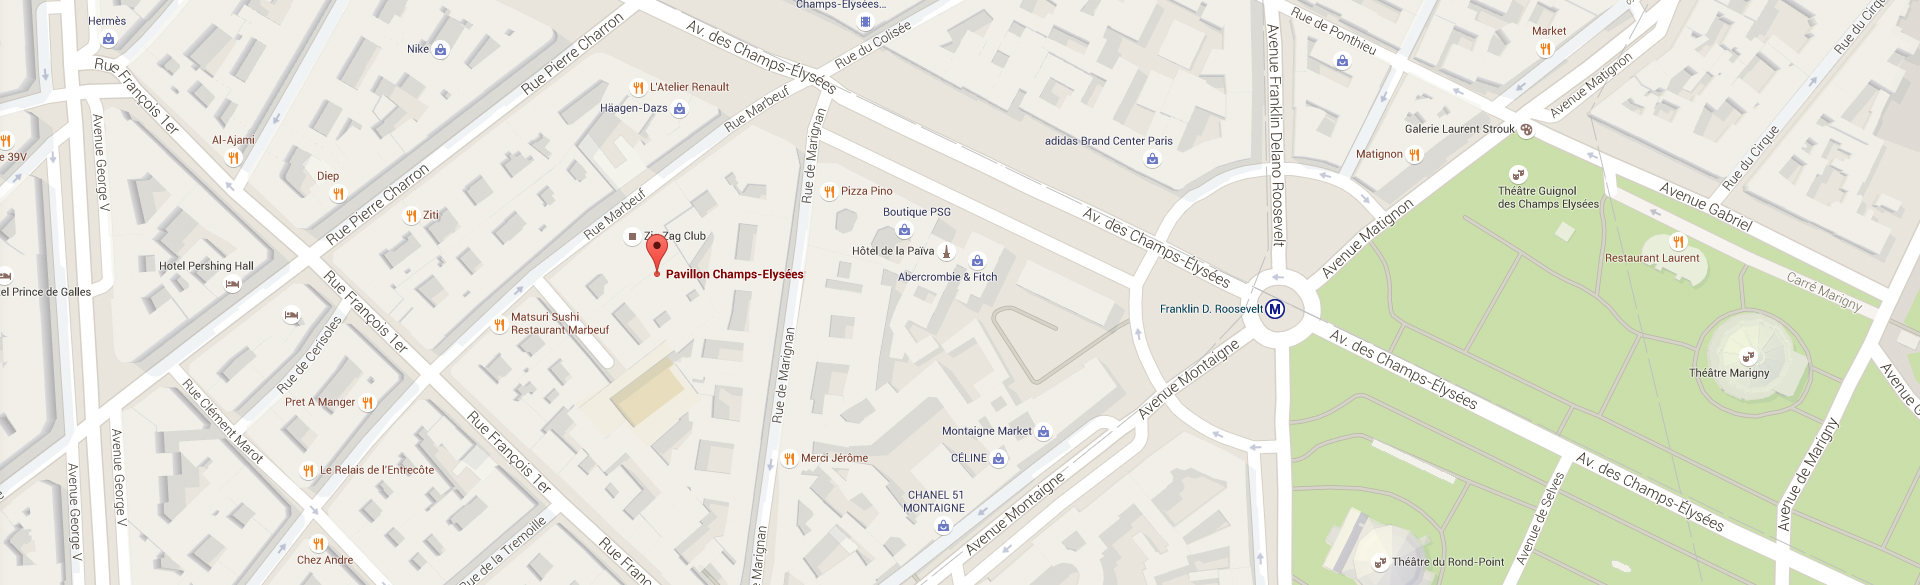 Hermès
Nike
Champs-Elysées...
Av. des Champs-Élysées
Rue du Colisée
Rue Pierre Charron
Rue François 1er
L'Atelier Renault
Häagen-Dazs
Rue Marbeuf
Avenue George V
Al-Ajami
e 39V
Diep
Rue Pierre Charron
Ziti
Rue Marbeuf
Rue de Marignan
Pizza Pino
Boutique PSG
Hôtel de la Païva
Abercrombie & Fitch
adidas Brand Center Paris
Av. des Champs-Élysées
Avenue Franklin Delano Roosevelt
Rue de Ponthieu
Market
Avenue Matignon
Rue du Cirque
Galerie Laurent Strouk
Matignon
Rue du Cirque
Théâtre Guignol
des Champs Elysées
Avenue Gabriel
Avenue Matignon
Restaurant Laurent
Carré Marigny
Zig Zag Club
Pavillon Champs-Elysées
Hotel Pershing Hall
el Prince de Galles
Rue François 1er
Rue de Cerisoles
Matsuri Sushi
Restaurant Marbeuf
Franklin D. Roosevelt
M
Av. des Champs-Élysées
Théâtre Marigny
Avenue de Marigny
Avenue G
Rue de Marignan
Avenue Montaigne
Pret A Manger
Rue Clément Marot
Rue François 1er
Avenue George V
Avenue George V
Le Relais de l'Entrecôte
Merci Jérôme
Montaigne Market
CÉLINE
CHANEL 51
MONTAIGNE
Avenue Montaigne
Av. des Champs-Élysées
Avenue de Selves
Théâtre du Rond-Point
Chez Andre
Rue de la Tremoille
Rue Franç
Marignan